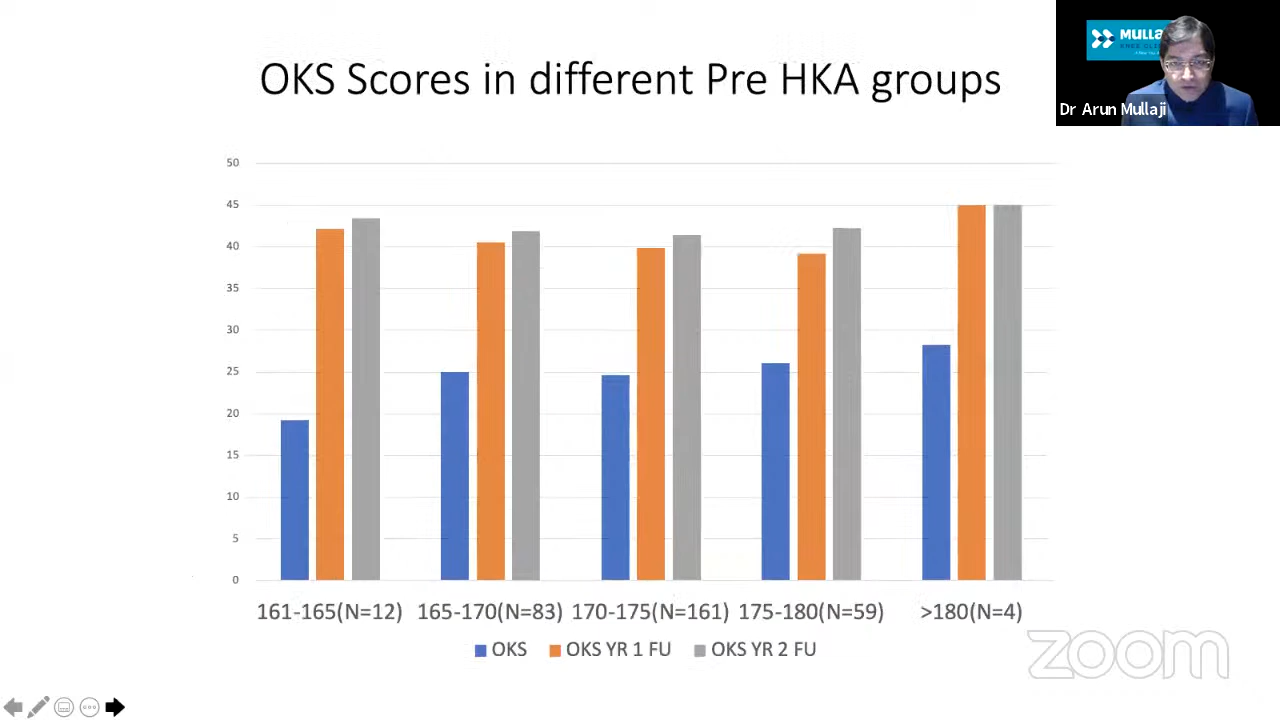 OKS Scores in different Pre HKA groups
MULLA
Dr Arun Mullaji
50
45
40
35
30
25
20
15
10
5
0
161-165(N=12) 165-170(N=83) 170-175(N=161) 175-180(N=59) >180(N=4)
OKS OKS YR 1 FU OKS YR 2 FU
zoom